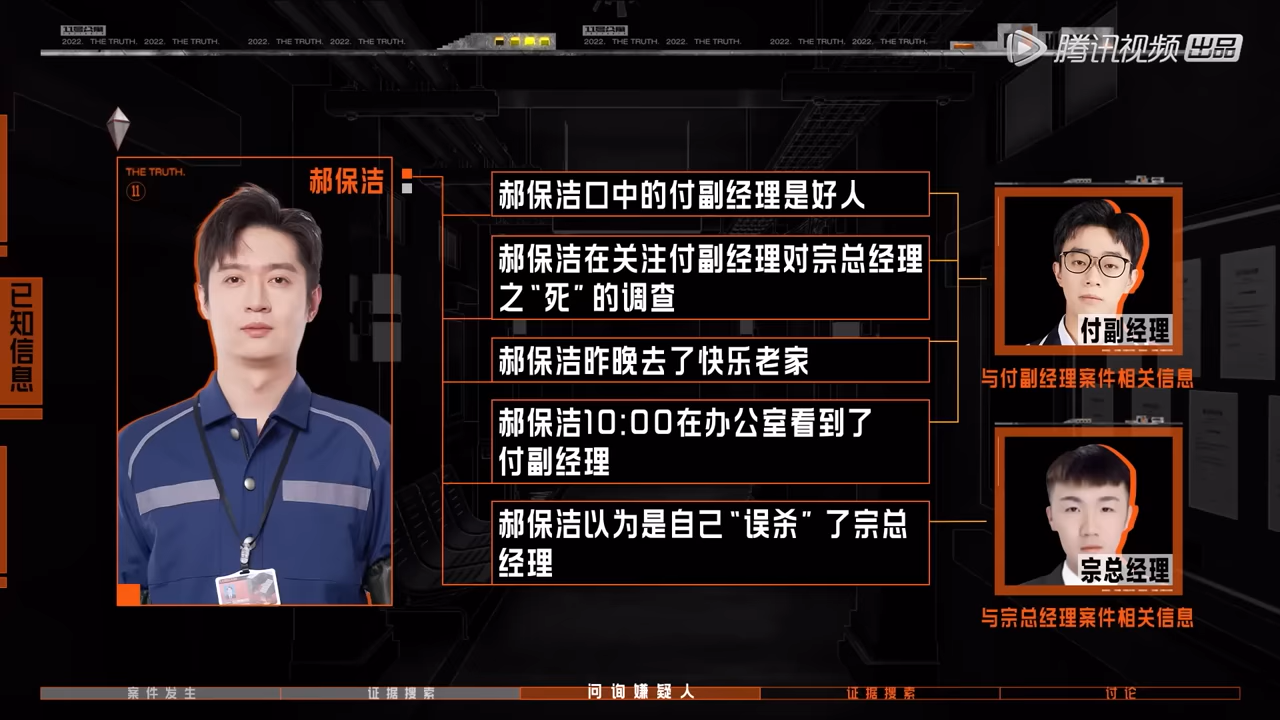 2022. THE TRUTH. 2022. THE TRUTH.
2022. THE TRUTH. 2022. THE TRUTH.
2022. THE TRUTH. 2022. THE TRUTH.
2022. THE TRUTH. 2022. THE TRUTH.
腾讯视频 出品
THE TRUTH.
11
郝保洁
郝保洁口中的付副经理是好人
郝保洁在关注付副经理对宗总经理
之“死”的调查
郝保洁昨晚去了快乐老家
郝保洁10:00在办公室看到了
付副经理
郝保洁以为是自己“误杀”了宗总
经理
付副经理
与付副经理案件相关信息
宗总经理
与宗总经理案件相关信息
已知信息
案件发生
证据搜索
问询嫌疑人
证据搜索
讨论